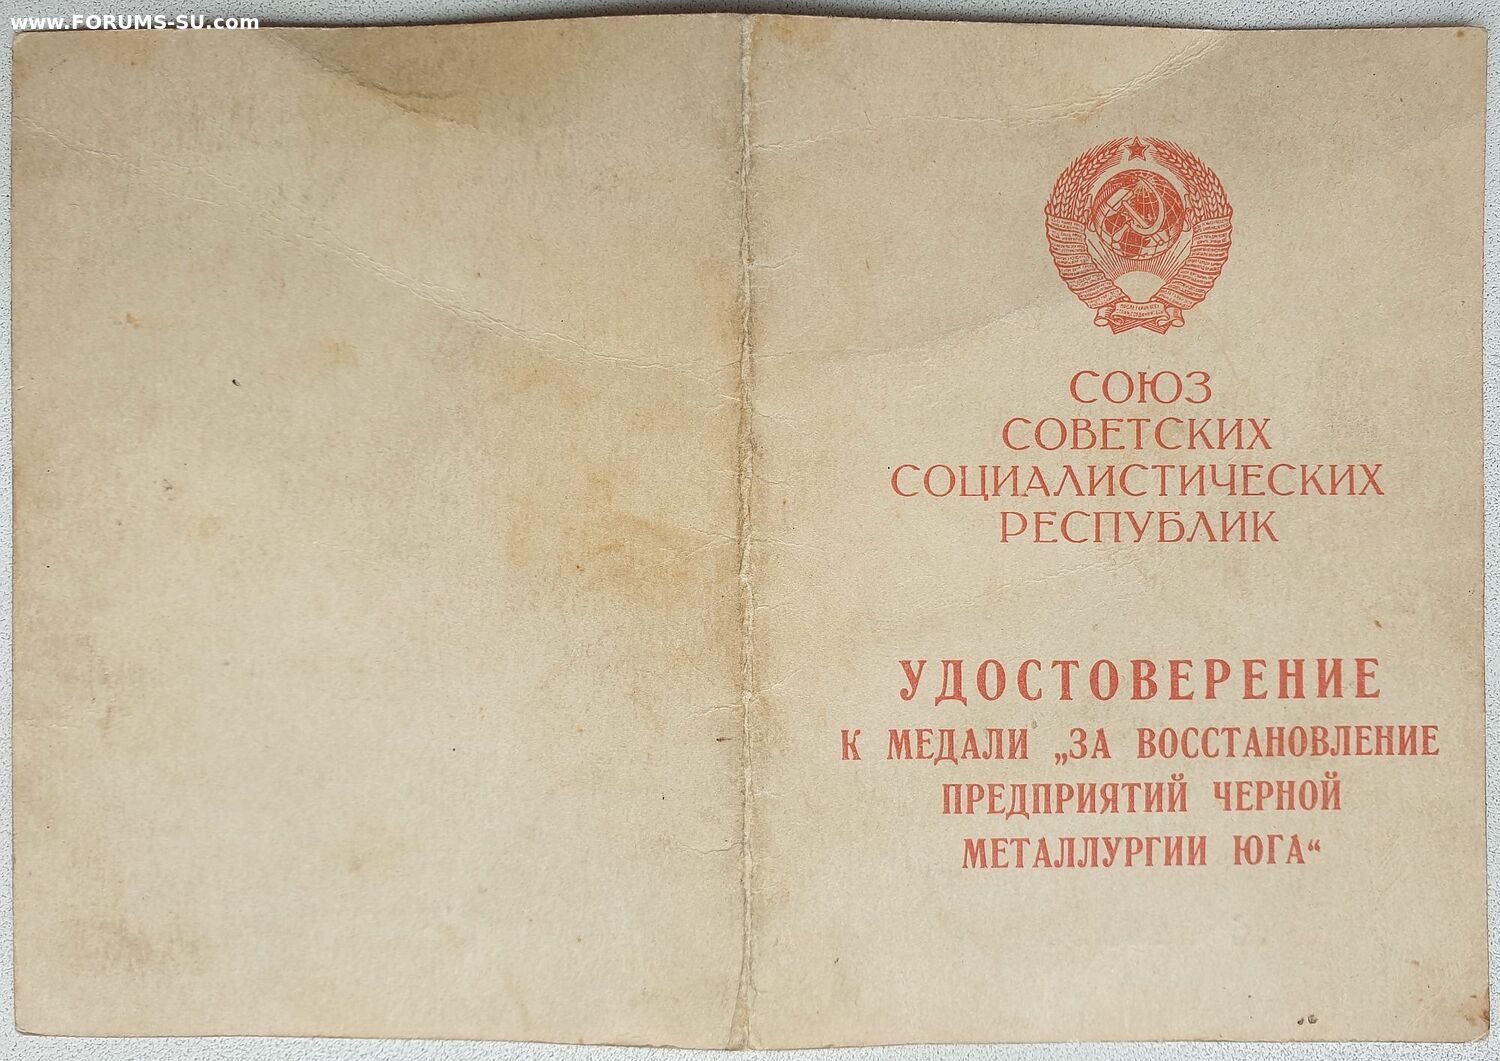 www.FORUMS-SU.com
СОЮЗ
СОВЕТСКИХ
СОЦИАЛИСТИЧЕСКИХ
РЕСПУБЛИК
УДОСТОВЕРЕНИЕ
К МЕДАЛИ „ЗА ВОССТАНОВЛЕНИЕ
ПРЕДПРИЯТИЙ ЧЕРНОЙ
МЕТАЛЛУРГИИ ЮГА“